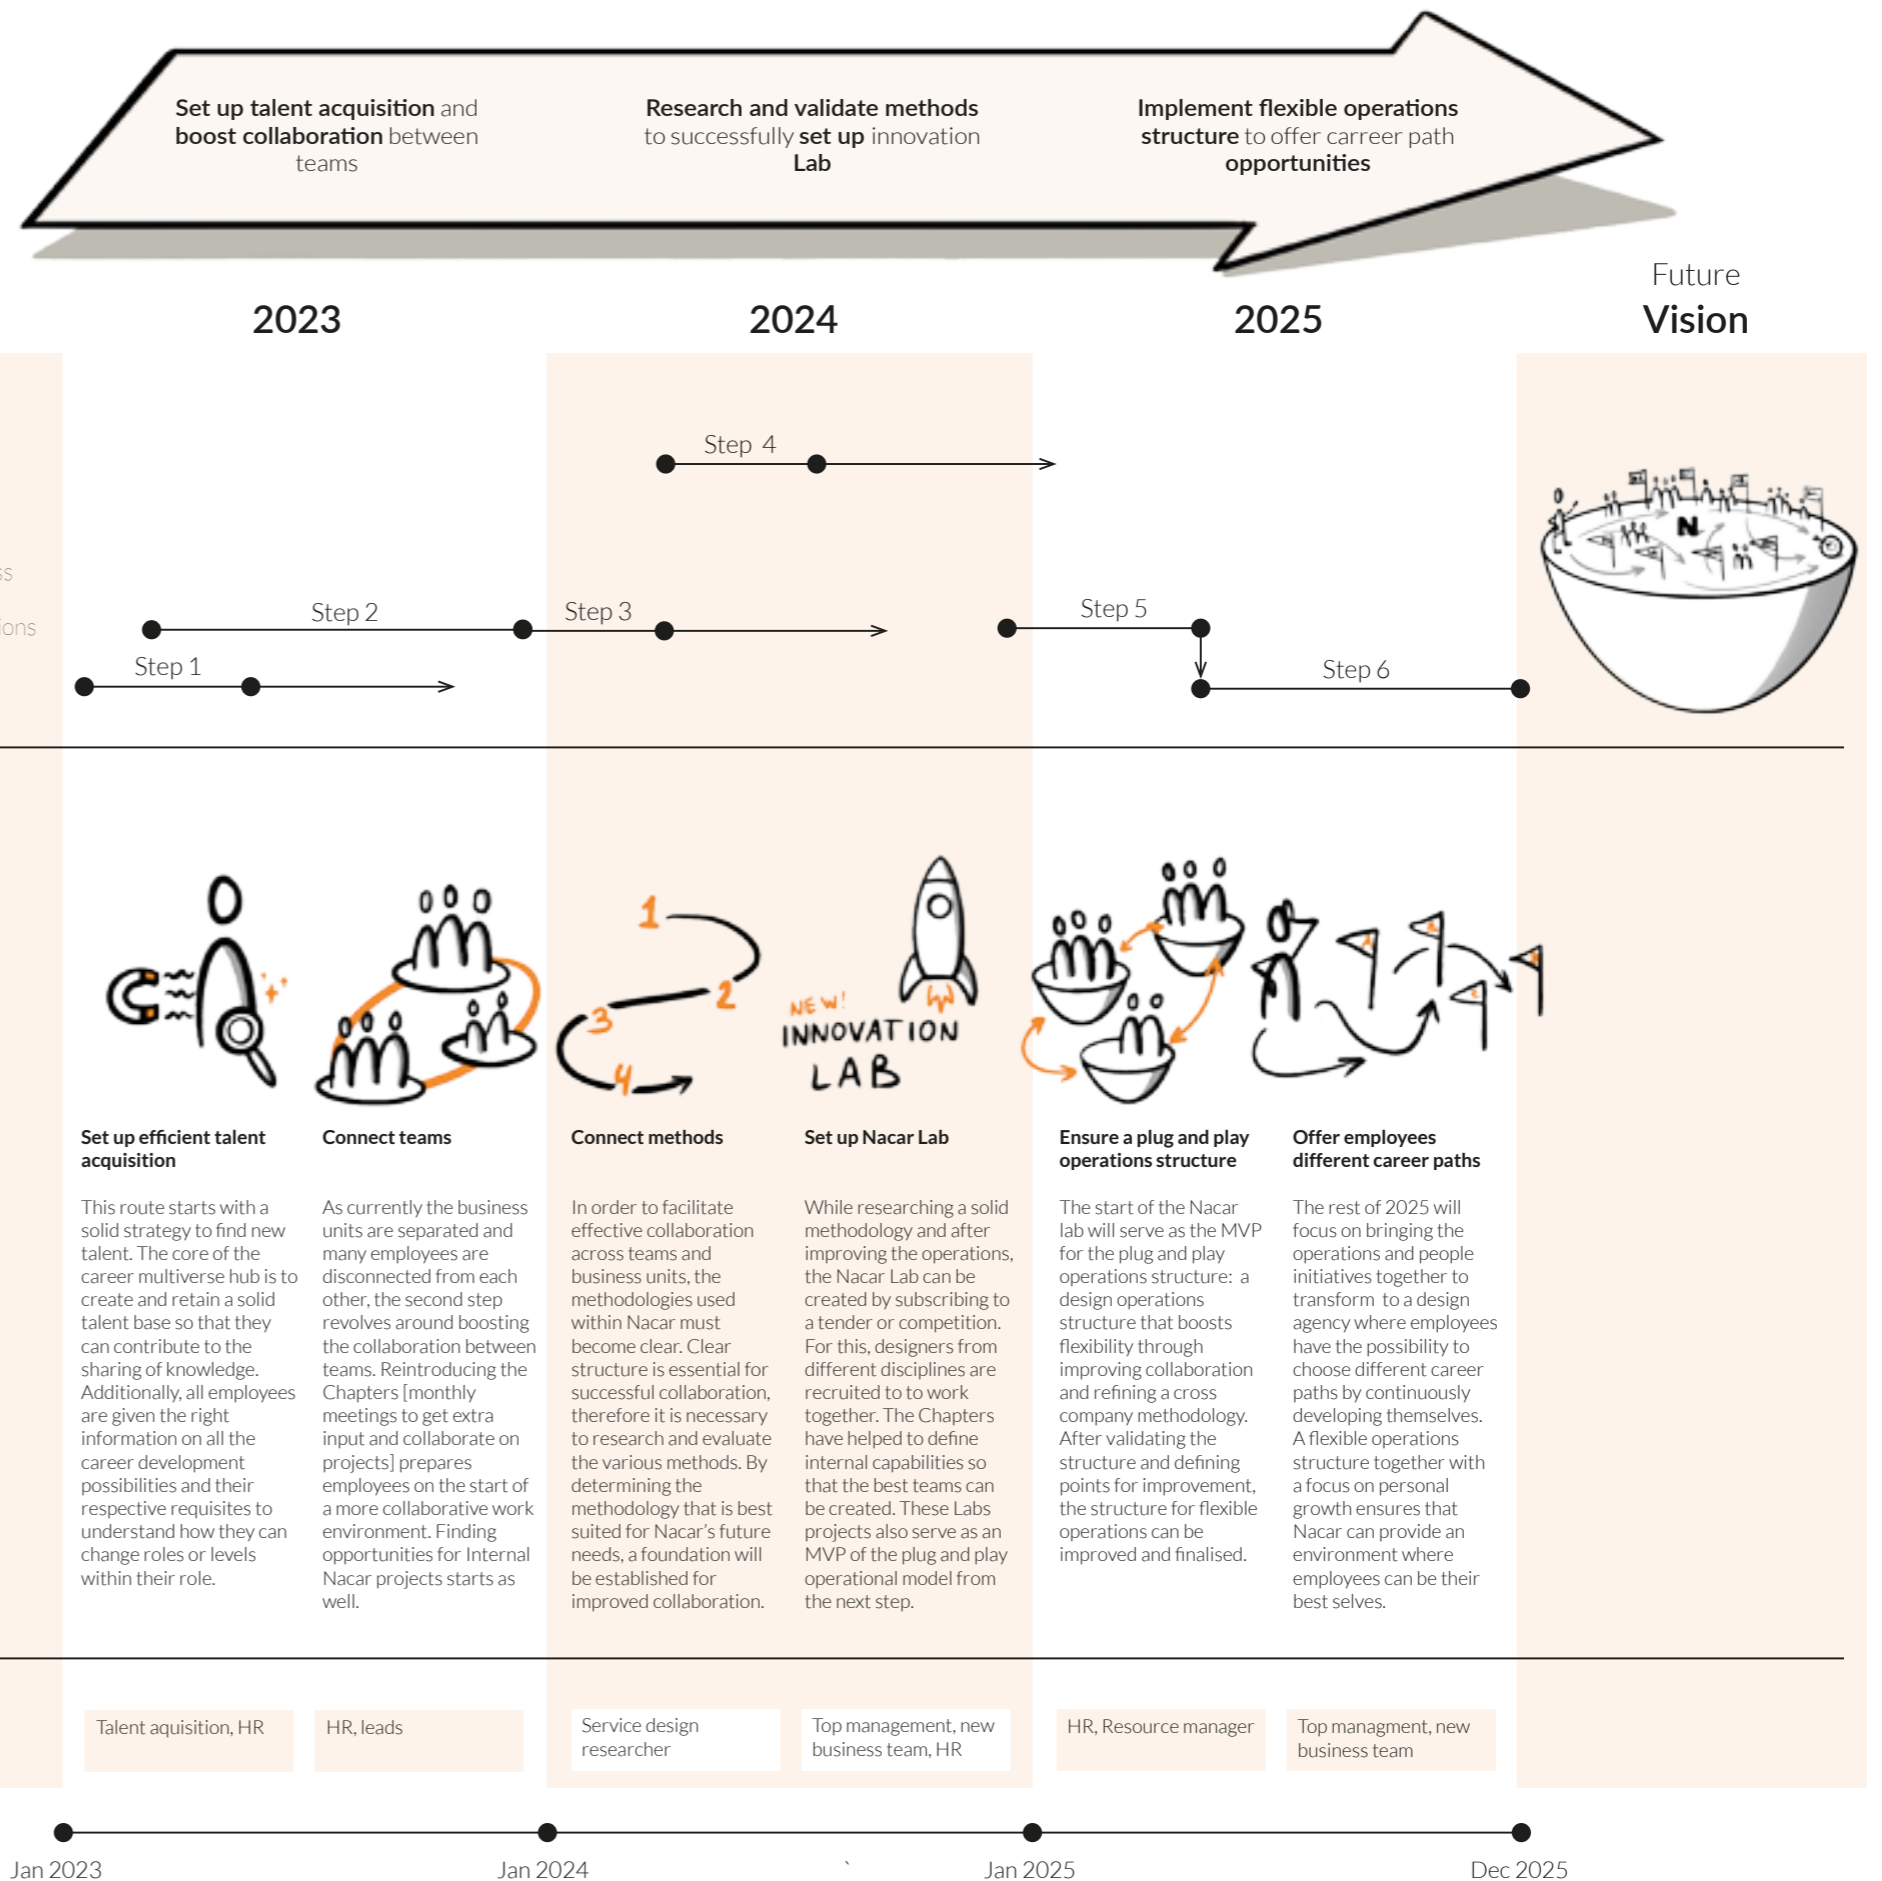 Set up talent acquisition and
boost collaboration between
teams
Research and validate methods
to successfully set up innovation
Lab
Implement flexible operations
structure to offer carreer path
opportunities
2023
2024
2025
Future
Vision
Step 4
ss
ions
Step 2
Step 3
Step 5
Step 1
Step 6
N
1
2
3
4
NEW!
INNOVATION
LAB
Set up efficient talent
acquisition
This route starts with a
solid strategy to find new
talent. The core of the
career multiverse hub is to
create and retain a solid
talent base so that they
can contribute to the
sharing of knowledge.
Additionally, all employees
are given the right
information on all the
career development
possibilities and their
respective requisites to
understand how they can
change roles or levels
within their role.
Connect teams
As currently the business
units are separated and
many employees are
disconnected from each
other, the second step
revolves around boosting
the collaboration between
teams. Reintroducing the
Chapters [monthly
meetings to get extra
input and collaborate on
projects] prepares
employees on the start of
a more collaborative work
environment. Finding
opportunities for Internal
Nacar projects starts as
well.
Connect methods
In order to facilitate
effective collaboration
across teams and
business units, the
methodologies used
within Nacar must
become clear. Clear
structure is essential for
successful collaboration,
therefore it is necessary
to research and evaluate
the various methods. By
determining the
methodology that is best
suited for Nacar's future
needs, a foundation will
be established for
improved collaboration.
Set up Nacar Lab
While researching a solid
methodology and after
improving the operations,
the Nacar Lab can be
created by subscribing to
a tender or competition.
For this, designers from
different disciplines are
recruited to to work
together. The Chapters
have helped to define
internal capabilities so
that the best teams can
be created. These Labs
projects also serve as an
MVP of the plug and play
operational model from
the next step.
Ensure a plug and play
operations structure
The start of the Nacar
lab will serve as the MVP
for the plug and play
operations structure: a
design operations
structure that boosts
flexibility through
improving collaboration
and refining a cross
company methodology.
After validating the
structure and defining
points for improvement,
the structure for flexible
operations can be
improved and finalised.
Offer employees
different career paths
The rest of 2025 will
focus on bringing the
operations and people
initiatives together to
transform to a design
agency where employees
have the possibility to
choose different career
paths by continuously
developing themselves.
A flexible operations
structure together with
a focus on personal
growth ensures that
Nacar can provide an
environment where
employees can be their
best selves.
Talent aquisition, HR
HR, leads
Service design
researcher
Top management, new
business team, HR
HR, Resource manager
Top managment, new
business team
Jan 2023
Jan 2024
`
Jan 2025
Dec 2025